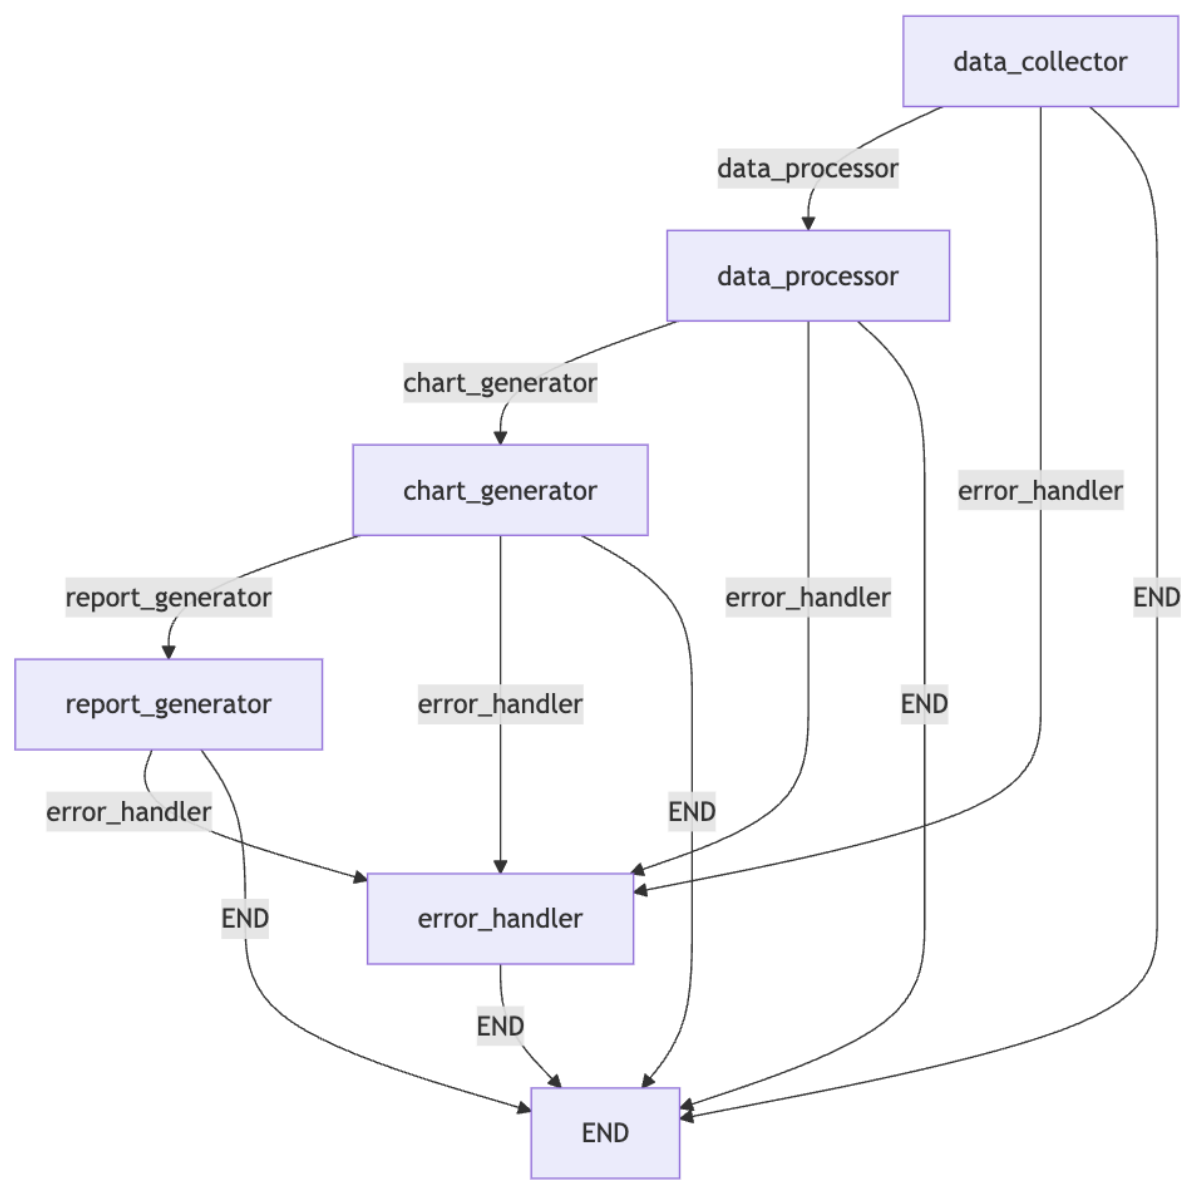 data_collector
data_processor
data_processor
chart_generator
chart_generator
error_handler
report_generator
error_handler
END
report_generator
error_handler
END
error_handler
END
END
error_handler
END
END